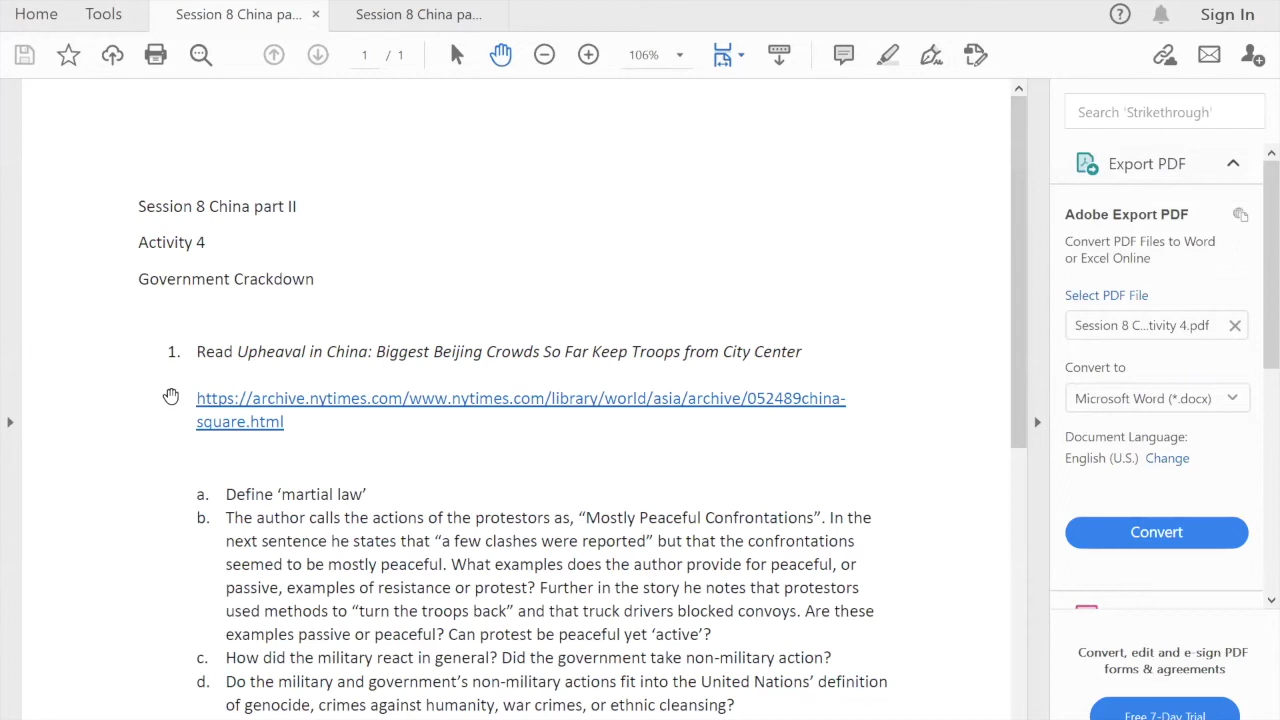 Home Tools Session 8 China pa... × Session 8 China pa... Sign In
1 / 1 106%
Search 'Strikethrough'
Export PDF
Adobe Export PDF
Convert PDF Files to Word
or Excel Online
Select PDF File
Session 8 C...tivity 4.pdf
Convert to
Microsoft Word (*.docx)
Document Language:
English (U.S.) Change
Convert
Convert, edit and e-sign PDF
forms & agreements
Free 7-Day Trial
Session 8 China part II
Activity 4
Government Crackdown
1. Read Upheaval in China: Biggest Beijing Crowds So Far Keep Troops from City Center
https://archive.nytimes.com/www.nytimes.com/library/world/asia/archive/052489china-
square.html
a. Define ‘martial law’
b. The author calls the actions of the protestors as, “Mostly Peaceful Confrontations”. In the
next sentence he states that “a few clashes were reported” but that the confrontations
seemed to be mostly peaceful. What examples does the author provide for peaceful, or
passive, examples of resistance or protest? Further in the story he notes that protestors
used methods to “turn the troops back” and that truck drivers blocked convoys. Are these
examples passive or peaceful? Can protest be peaceful yet ‘active’?
c. How did the military react in general? Did the government take non-military action?
d. Do the military and government’s non-military actions fit into the United Nations’ definition
of genocide, crimes against humanity, war crimes, or ethnic cleansing?